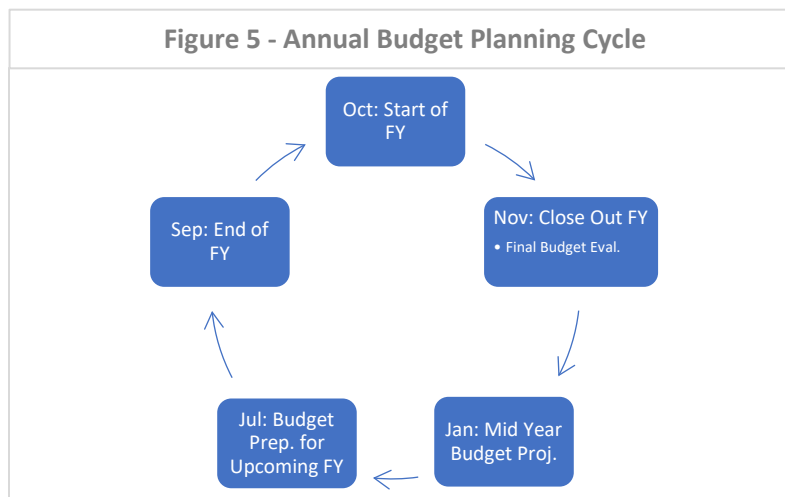 Figure 5 - Annual Budget Planning Cycle
Oct: Start of
FY
Nov: Close Out FY
• Final Budget Eval.
Jan: Mid Year
Budget Proj.
Jul: Budget
Prep. for
Upcoming FY
Sep: End of
FY